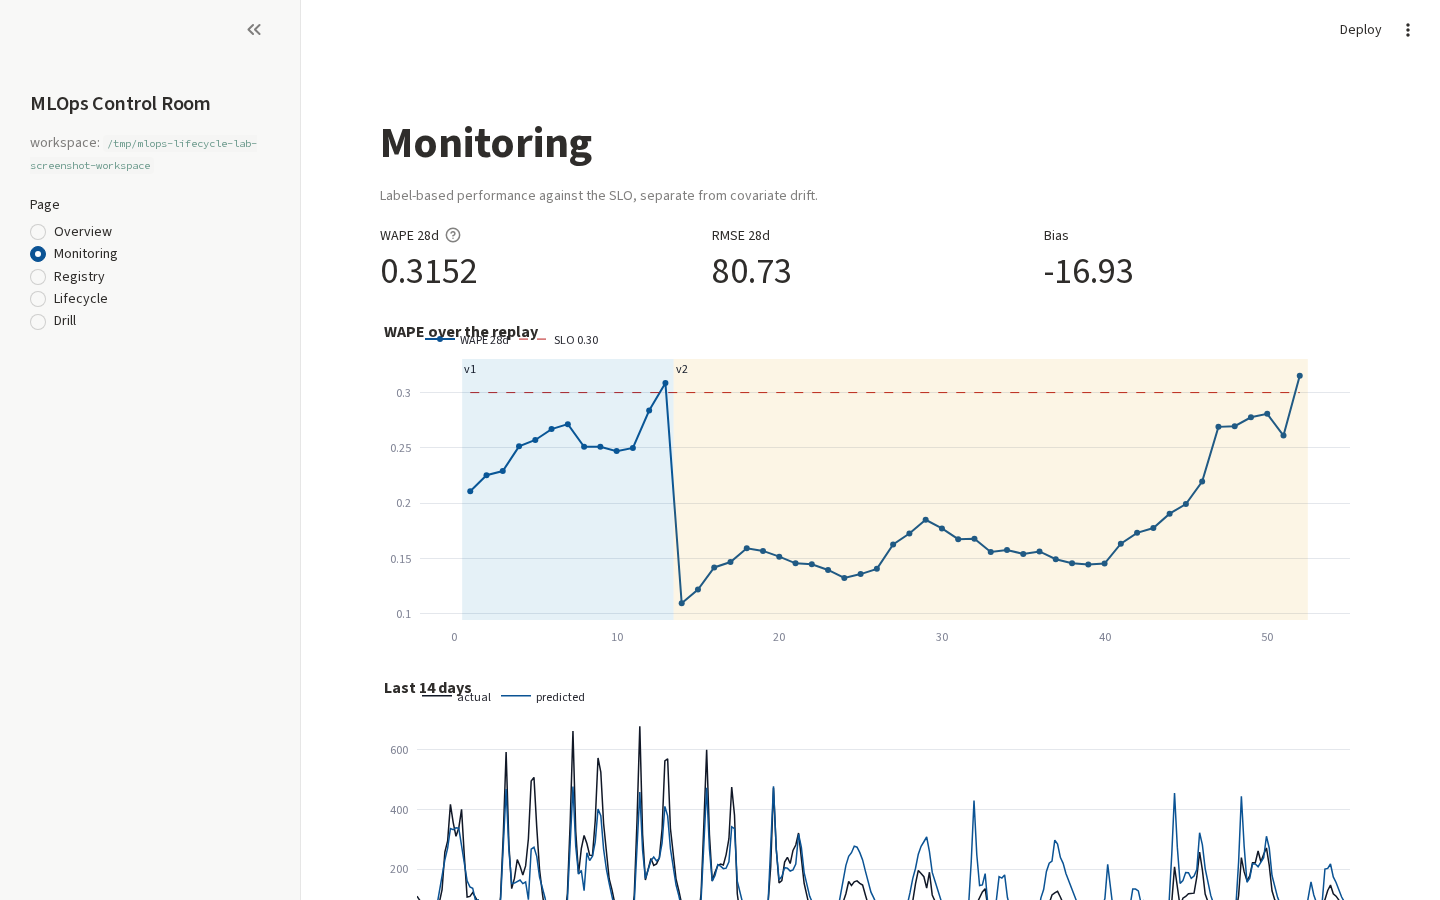 Deploy
MLOps Control Room
workspace: /tmp/mlops-lifecycle-lab-
screenshot-workspace
Page
Overview
Monitoring
Registry
Lifecycle
Drill
Monitoring
Label-based performance against the SLO, separate from covariate drift.
WAPE 28d
RMSE 28d
Bias
0.3152
80.73
-16.93
WAPE over the replay
WAPE 28d
SLO 0.30
v1
v2
0.3
0.25
0.2
0.15
0.1
0
10
20
30
40
50
Last 14 days
actual
predicted
600
400
200